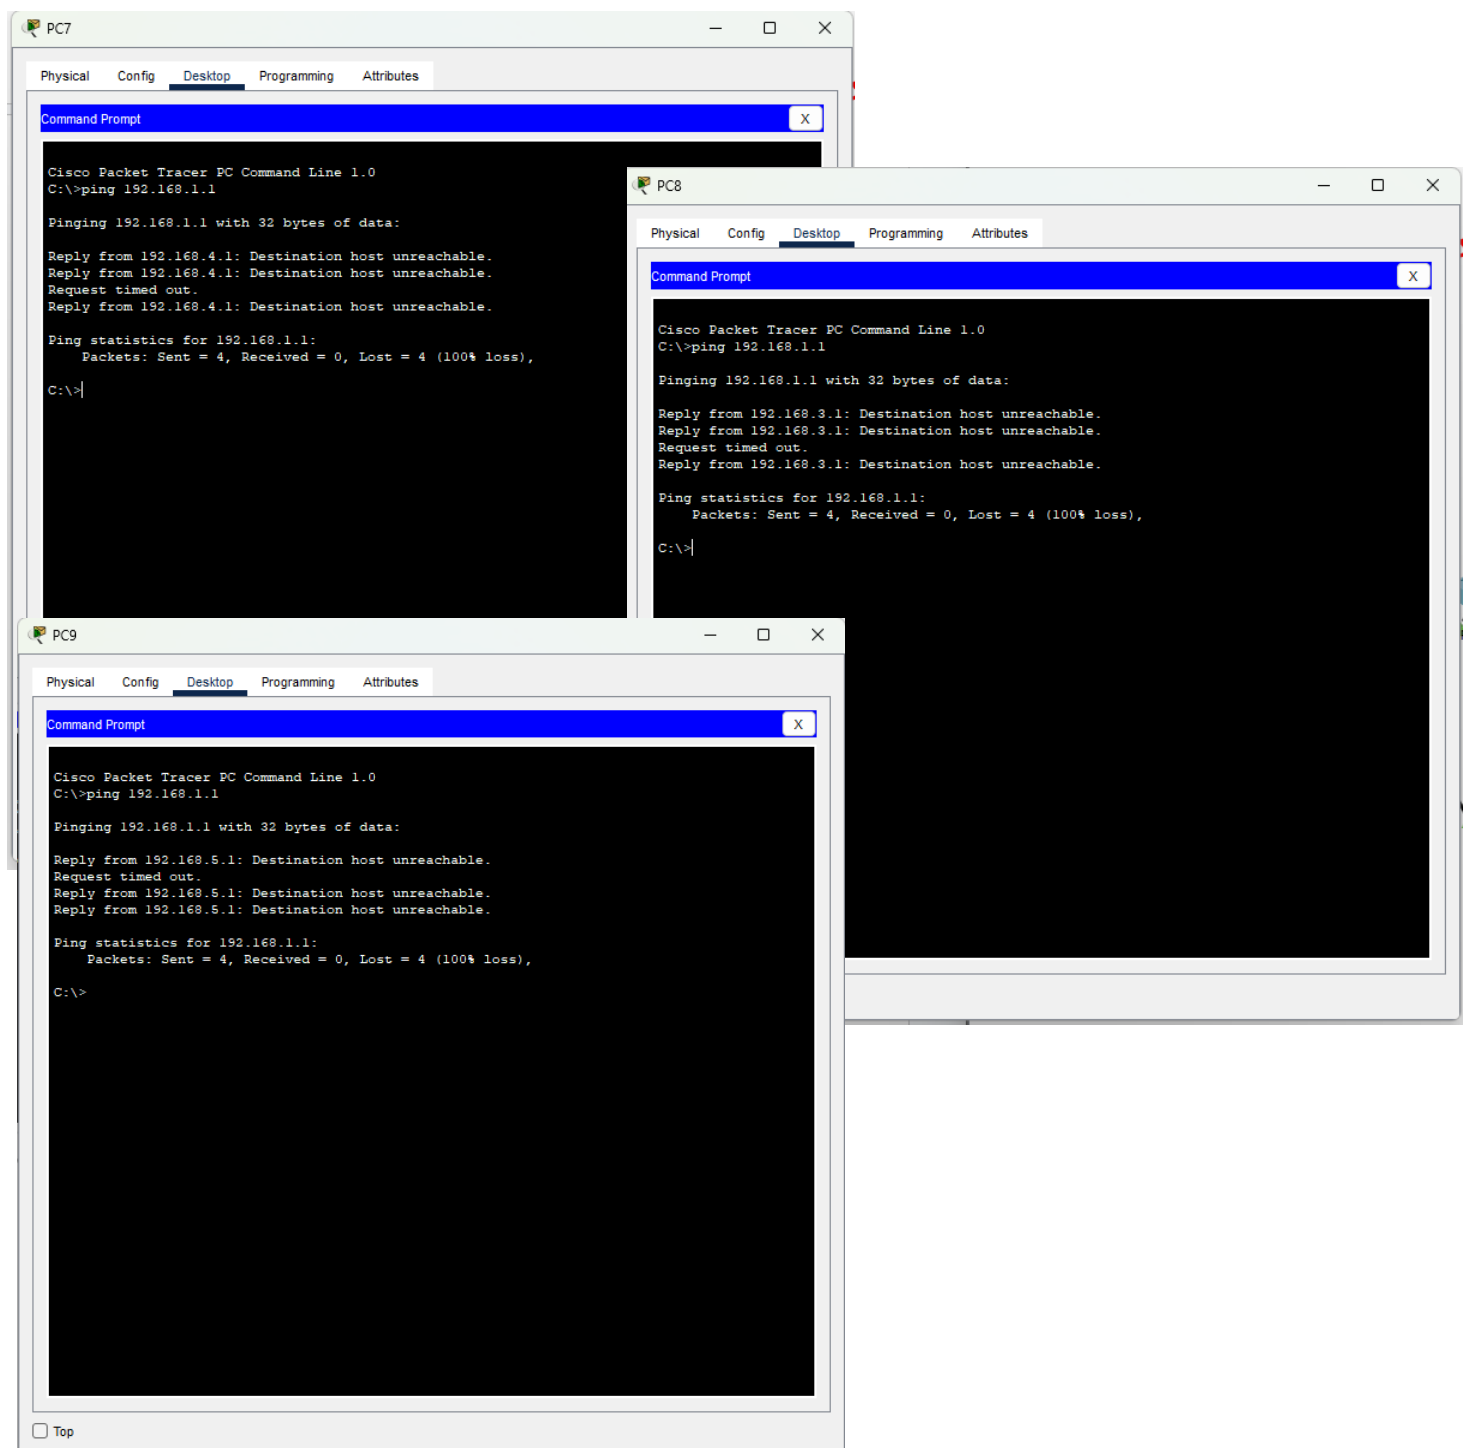 PC7
Physical Config Desktop Programming Attributes
Command Prompt X
Cisco Packet Tracer PC Command Line 1.0
C:\>ping 192.168.1.1
Pinging 192.168.1.1 with 32 bytes of data:
Reply from 192.168.4.1: Destination host unreachable.
Reply from 192.168.4.1: Destination host unreachable.
Request timed out.
Reply from 192.168.4.1: Destination host unreachable.
Ping statistics for 192.168.1.1:
Packets: Sent = 4, Received = 0, Lost = 4 (100% loss),
C:\>
PC8
Physical Config Desktop Programming Attributes
Command Prompt X
Cisco Packet Tracer PC Command Line 1.0
C:\>ping 192.168.1.1
Pinging 192.168.1.1 with 32 bytes of data:
Reply from 192.168.3.1: Destination host unreachable.
Reply from 192.168.3.1: Destination host unreachable.
Request timed out.
Reply from 192.168.3.1: Destination host unreachable.
Ping statistics for 192.168.1.1:
Packets: Sent = 4, Received = 0, Lost = 4 (100% loss),
C:\>
PC9
Physical Config Desktop Programming Attributes
Command Prompt X
Cisco Packet Tracer PC Command Line 1.0
C:\>ping 192.168.1.1
Pinging 192.168.1.1 with 32 bytes of data:
Reply from 192.168.5.1: Destination host unreachable.
Request timed out.
Reply from 192.168.5.1: Destination host unreachable.
Reply from 192.168.5.1: Destination host unreachable.
Ping statistics for 192.168.1.1:
Packets: Sent = 4, Received = 0, Lost = 4 (100% loss),
C:\>
Top